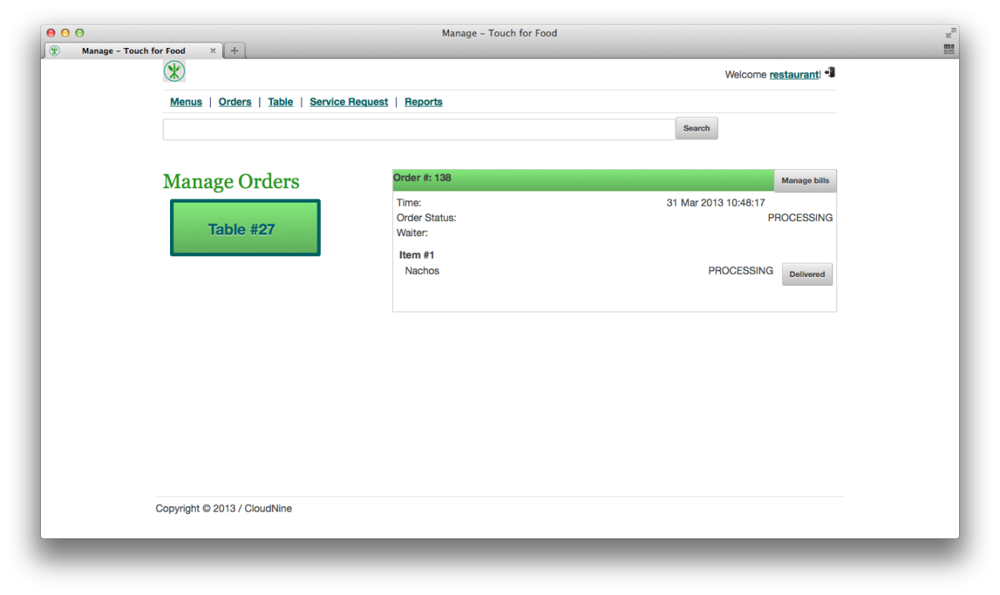 Manage – Touch for Food
Manage – Touch for Food
Welcome restaurant!
Menus | Orders | Table | Service Request | Reports
Search
Manage Orders
Table #27
Order #: 138
Manage bills
Time: 31 Mar 2013 10:48:17
Order Status: PROCESSING
Waiter:
Item #1
Nachos PROCESSING Delivered
Copyright © 2013 / CloudNine